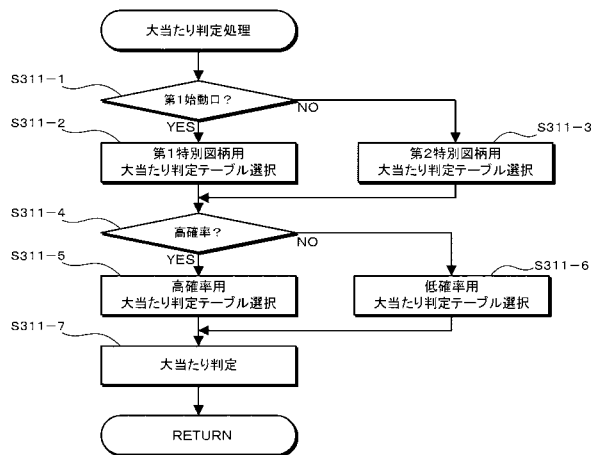 大当たり判定処理
S311-1
第1始動口?
NO
S311-2
YES
S311-3
第1特別図柄用
大当たり判定テーブル選択
第2特別図柄用
大当たり判定テーブル選択
S311-4
高確率?
NO
S311-5
YES
S311-6
高確率用
大当たり判定テーブル選択
低確率用
大当たり判定テーブル選択
S311-7
大当たり判定
RETURN